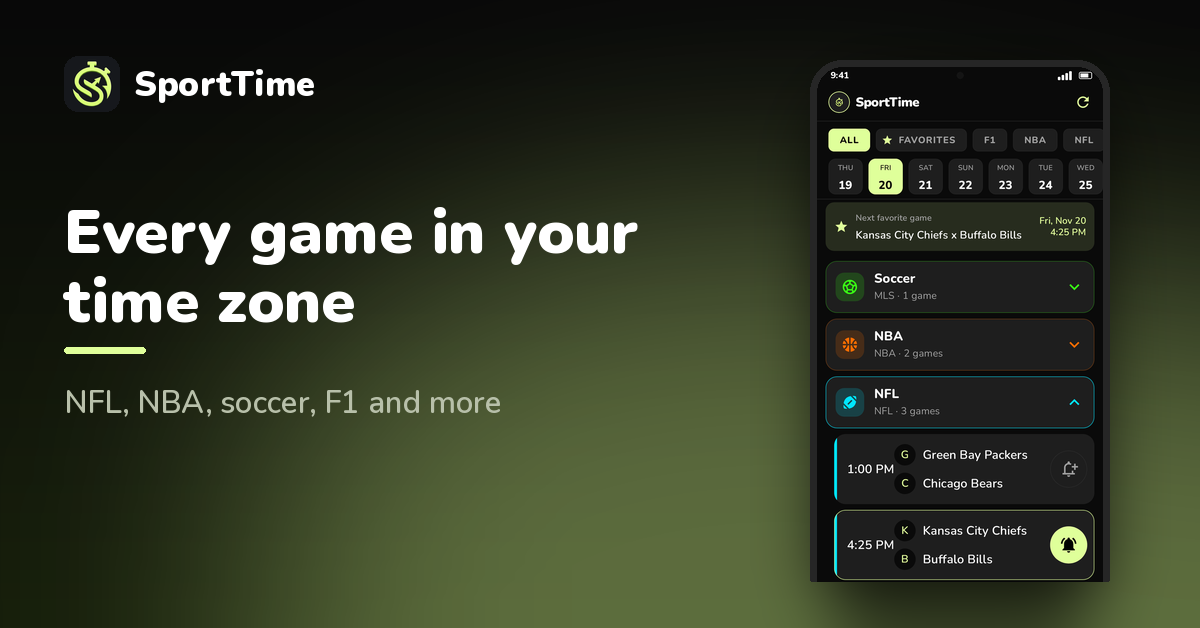 SportTime
Every game in your
time zone
NFL, NBA, soccer, F1 and more
9:41
SportTime
ALL
FAVORITES
F1
NBA
NFL
THU
19
FRI
20
SAT
21
SUN
22
MON
23
TUE
24
WED
25
Next favorite game
Kansas City Chiefs x Buffalo Bills
Fri, Nov 20
4:25 PM
Soccer
MLS · 1 game
NBA
NBA · 2 games
NFL
NFL · 3 games
1:00 PM
G Green Bay Packers
C Chicago Bears
4:25 PM
K Kansas City Chiefs
B Buffalo Bills